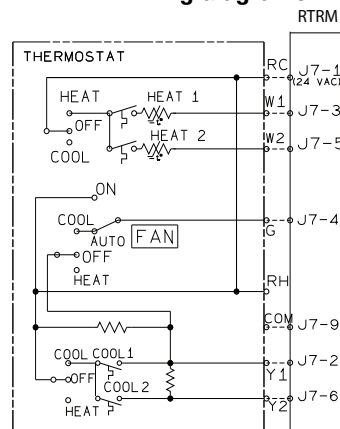 RTRM
THERMOSTAT
RC
J7-1
(24 VAC)
HEAT
HEAT 1
W1
J7-3
OFF
HEAT 2
W2
J7-5
COOL
ON
COOL
AUTO
FAN
G
J7-4
OFF
HEAT
RH
COM
J7-9
COOL
COOL1
J7-2
Y1
OFF
COOL2
J7-6
HEAT
Y2